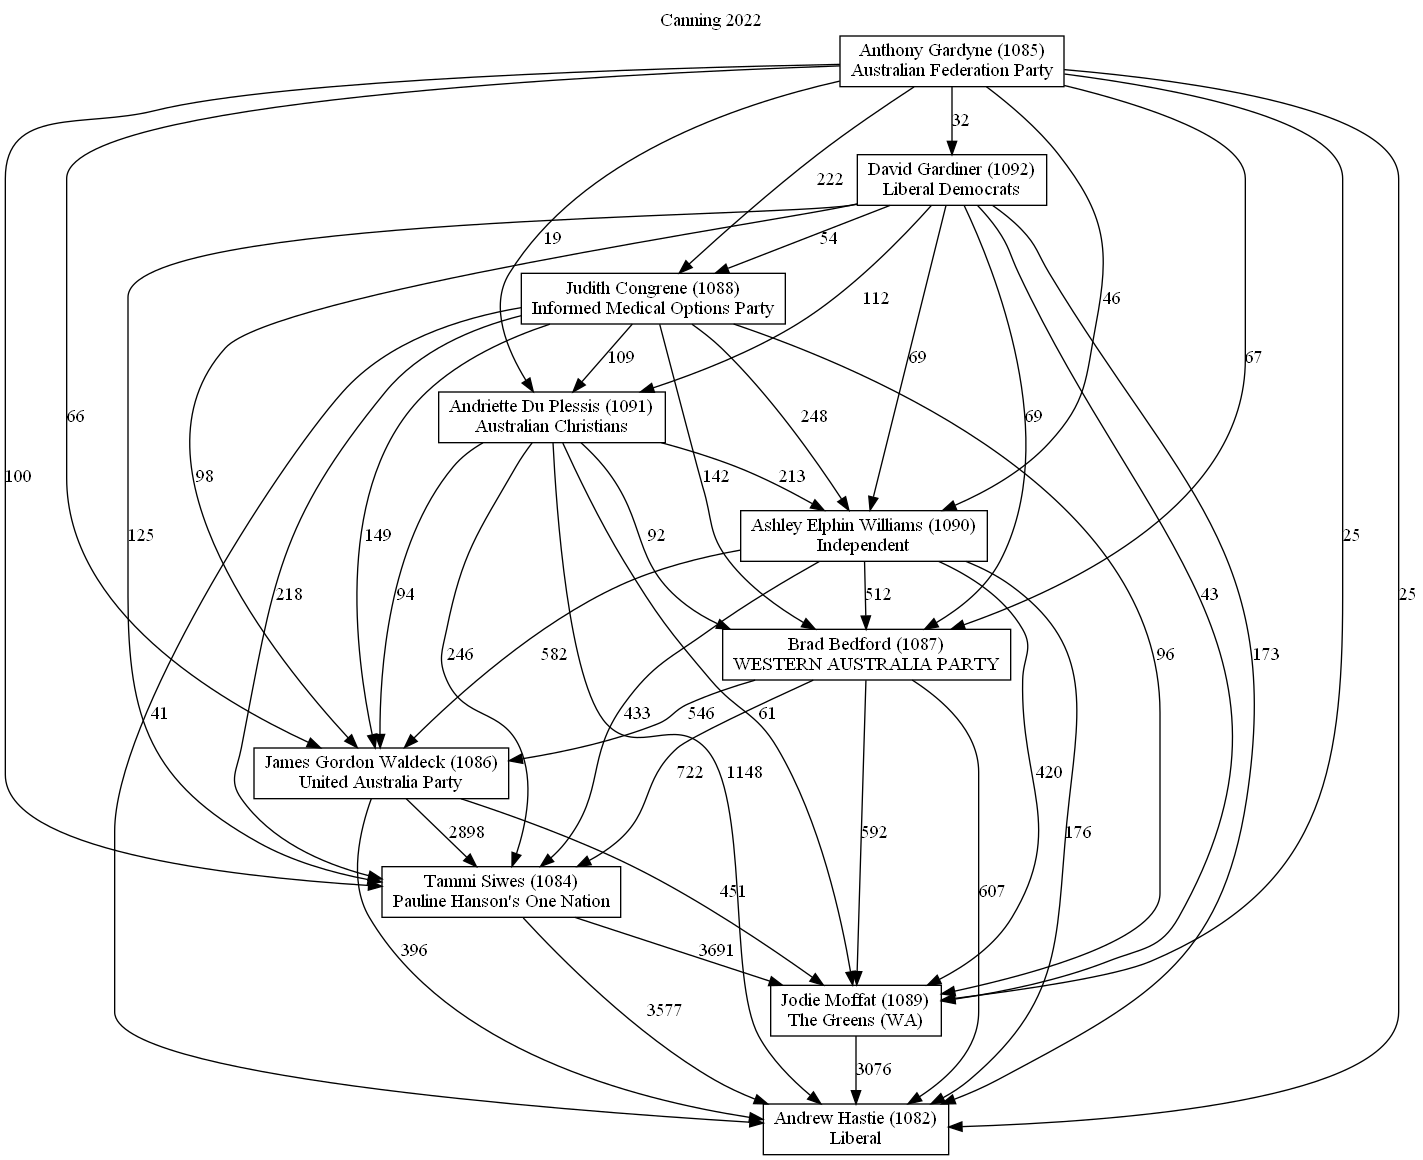 Canning 2022
Anthony Gardyne (1085)
Australian Federation Party
32
David Gardiner (1092)
Liberal Democrats
222
19
54
Judith Congrene (1088)
Informed Medical Options Party
112
46
109
69
67
Andriette Du Plessis (1091)
Australian Christians
66
248
69
100
98
142
213
Ashley Elphin Williams (1090)
Independent
125
149
92
25
218
94
512
43
25
Brad Bedford (1087)
WESTERN AUSTRALIA PARTY
246
582
96
173
41
433
546
61
James Gordon Waldeck (1086)
United Australia Party
722
1148
420
2898
592
176
Tammi Siwes (1084)
Pauline Hanson's One Nation
451
607
396
3691
Jodie Moffat (1089)
The Greens (WA)
3577
3076
Andrew Hastie (1082)
Liberal